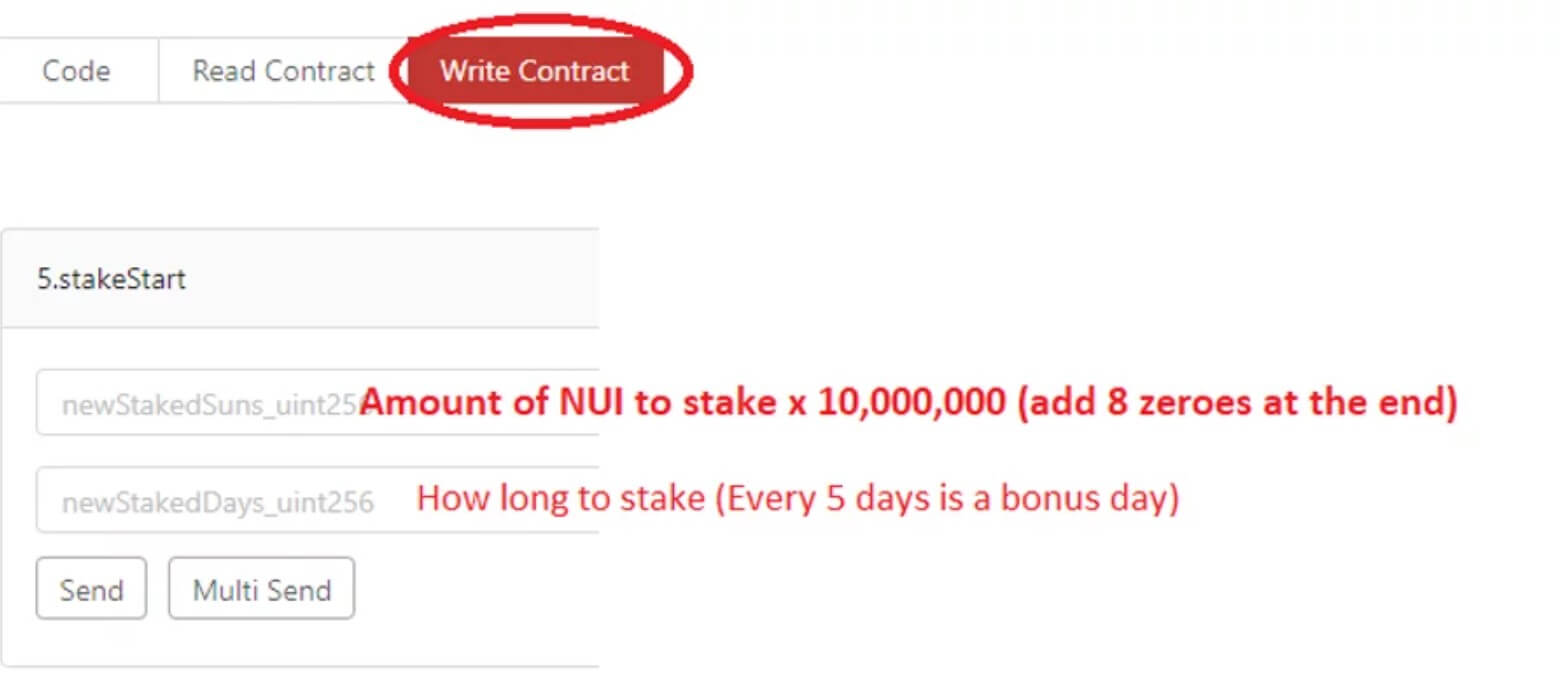 Code
Read Contract
Write Contract
5.stakeStart
newStakedSuns_uint25
Amount of NUI to stake x 10,000,000 (add 8 zeroes at the end)
newStakedDays_uint256
How long to stake (Every 5 days is a bonus day)
Send
Multi Send